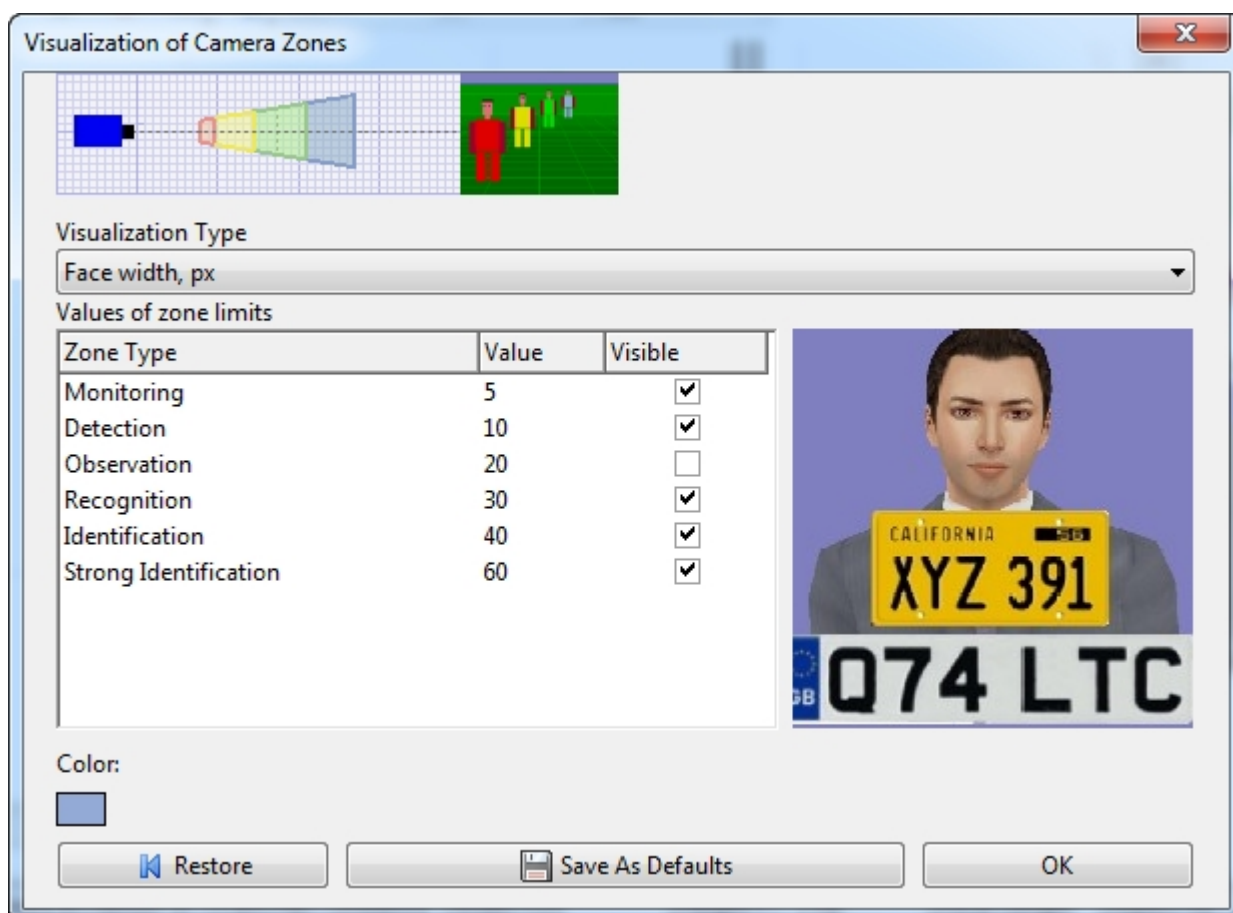 Visualization of Camera Zones
Visualization Type
Face width, px
Values of zone limits
Zone Type Value Visible
Monitoring 5
Detection 10
Observation 20
Recognition 30
Identification 40
Strong Identification 60
CALIFORNIA 56
XYZ 391
GB Q74 LTC
Color:
Restore Save As Defaults OK